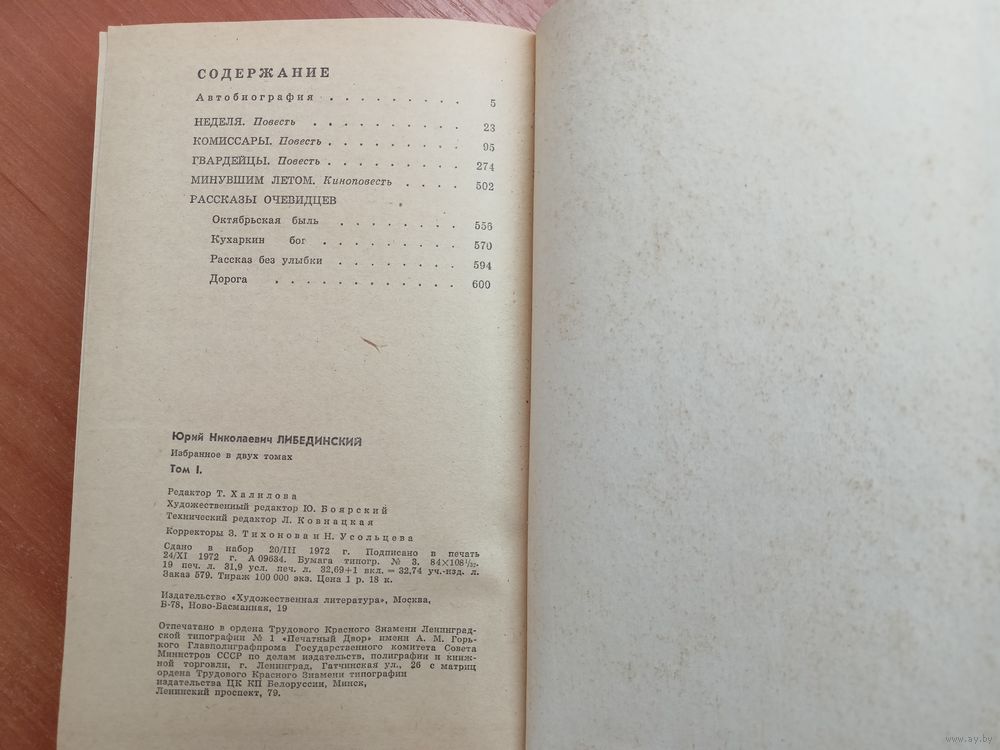 СОДЕРЖАНИЕ
Автобиография . . . . . . . . . 5
НЕДЕЛЯ. Повесть . . . . . . . . . . 23
КОМИССАРЫ. Повесть . . . . . . . . . 95
ГВАРДЕЙЦЫ. Повесть . . . . . . . . . 274
МИНУВШИМ ЛЕТОМ. Киноповесть . . . . 502
РАССКАЗЫ ОЧЕВИДЦЕВ
Октябрьская быль . . . . . . . . 556
Кухаркин бог . . . . . . . . . 570
Рассказ без улыбки . . . . . . . . 594
Дорога . . . . . . . . . . . . 600
Юрий Николаевич ЛИБЕДИНСКИЙ
Избранное в двух томах
Том I.
Редактор Т. Халилова
Художественный редактор Ю. Боярский
Технический редактор Л. Ковнацкая
Корректоры З. Тихонова и Н. Усольцева
Сдано в набор 20/III 1972 г. Подписано в печать
24/XI 1972 г. А 09634. Бумага типогр. № 3. 84×108¹/₃₂.
19 печ. л. 31,9 усл. печ. л. 32,69+1 вкл. = 32,74 уч.-изд. л.
Заказ 579. Тираж 100 000 экз. Цена 1 р. 18 к.
Издательство «Художественная литература», Москва,
Б-78, Ново-Басманная, 19
Отпечатано в ордена Трудового Красного Знамени Ленинград-
ской типографии № 1 «Печатный Двор» имени А. М. Горь-
кого Главполиграфпрома Государственного комитета Совета
Министров СССР по делам издательств, полиграфии и книж-
ной торговли, г. Ленинград, Гатчинская ул., 26 с матриц
ордена Трудового Красного Знамени типографии
издательства ЦК КП Белоруссии, Минск,
Ленинский проспект, 79.
www.ay.by